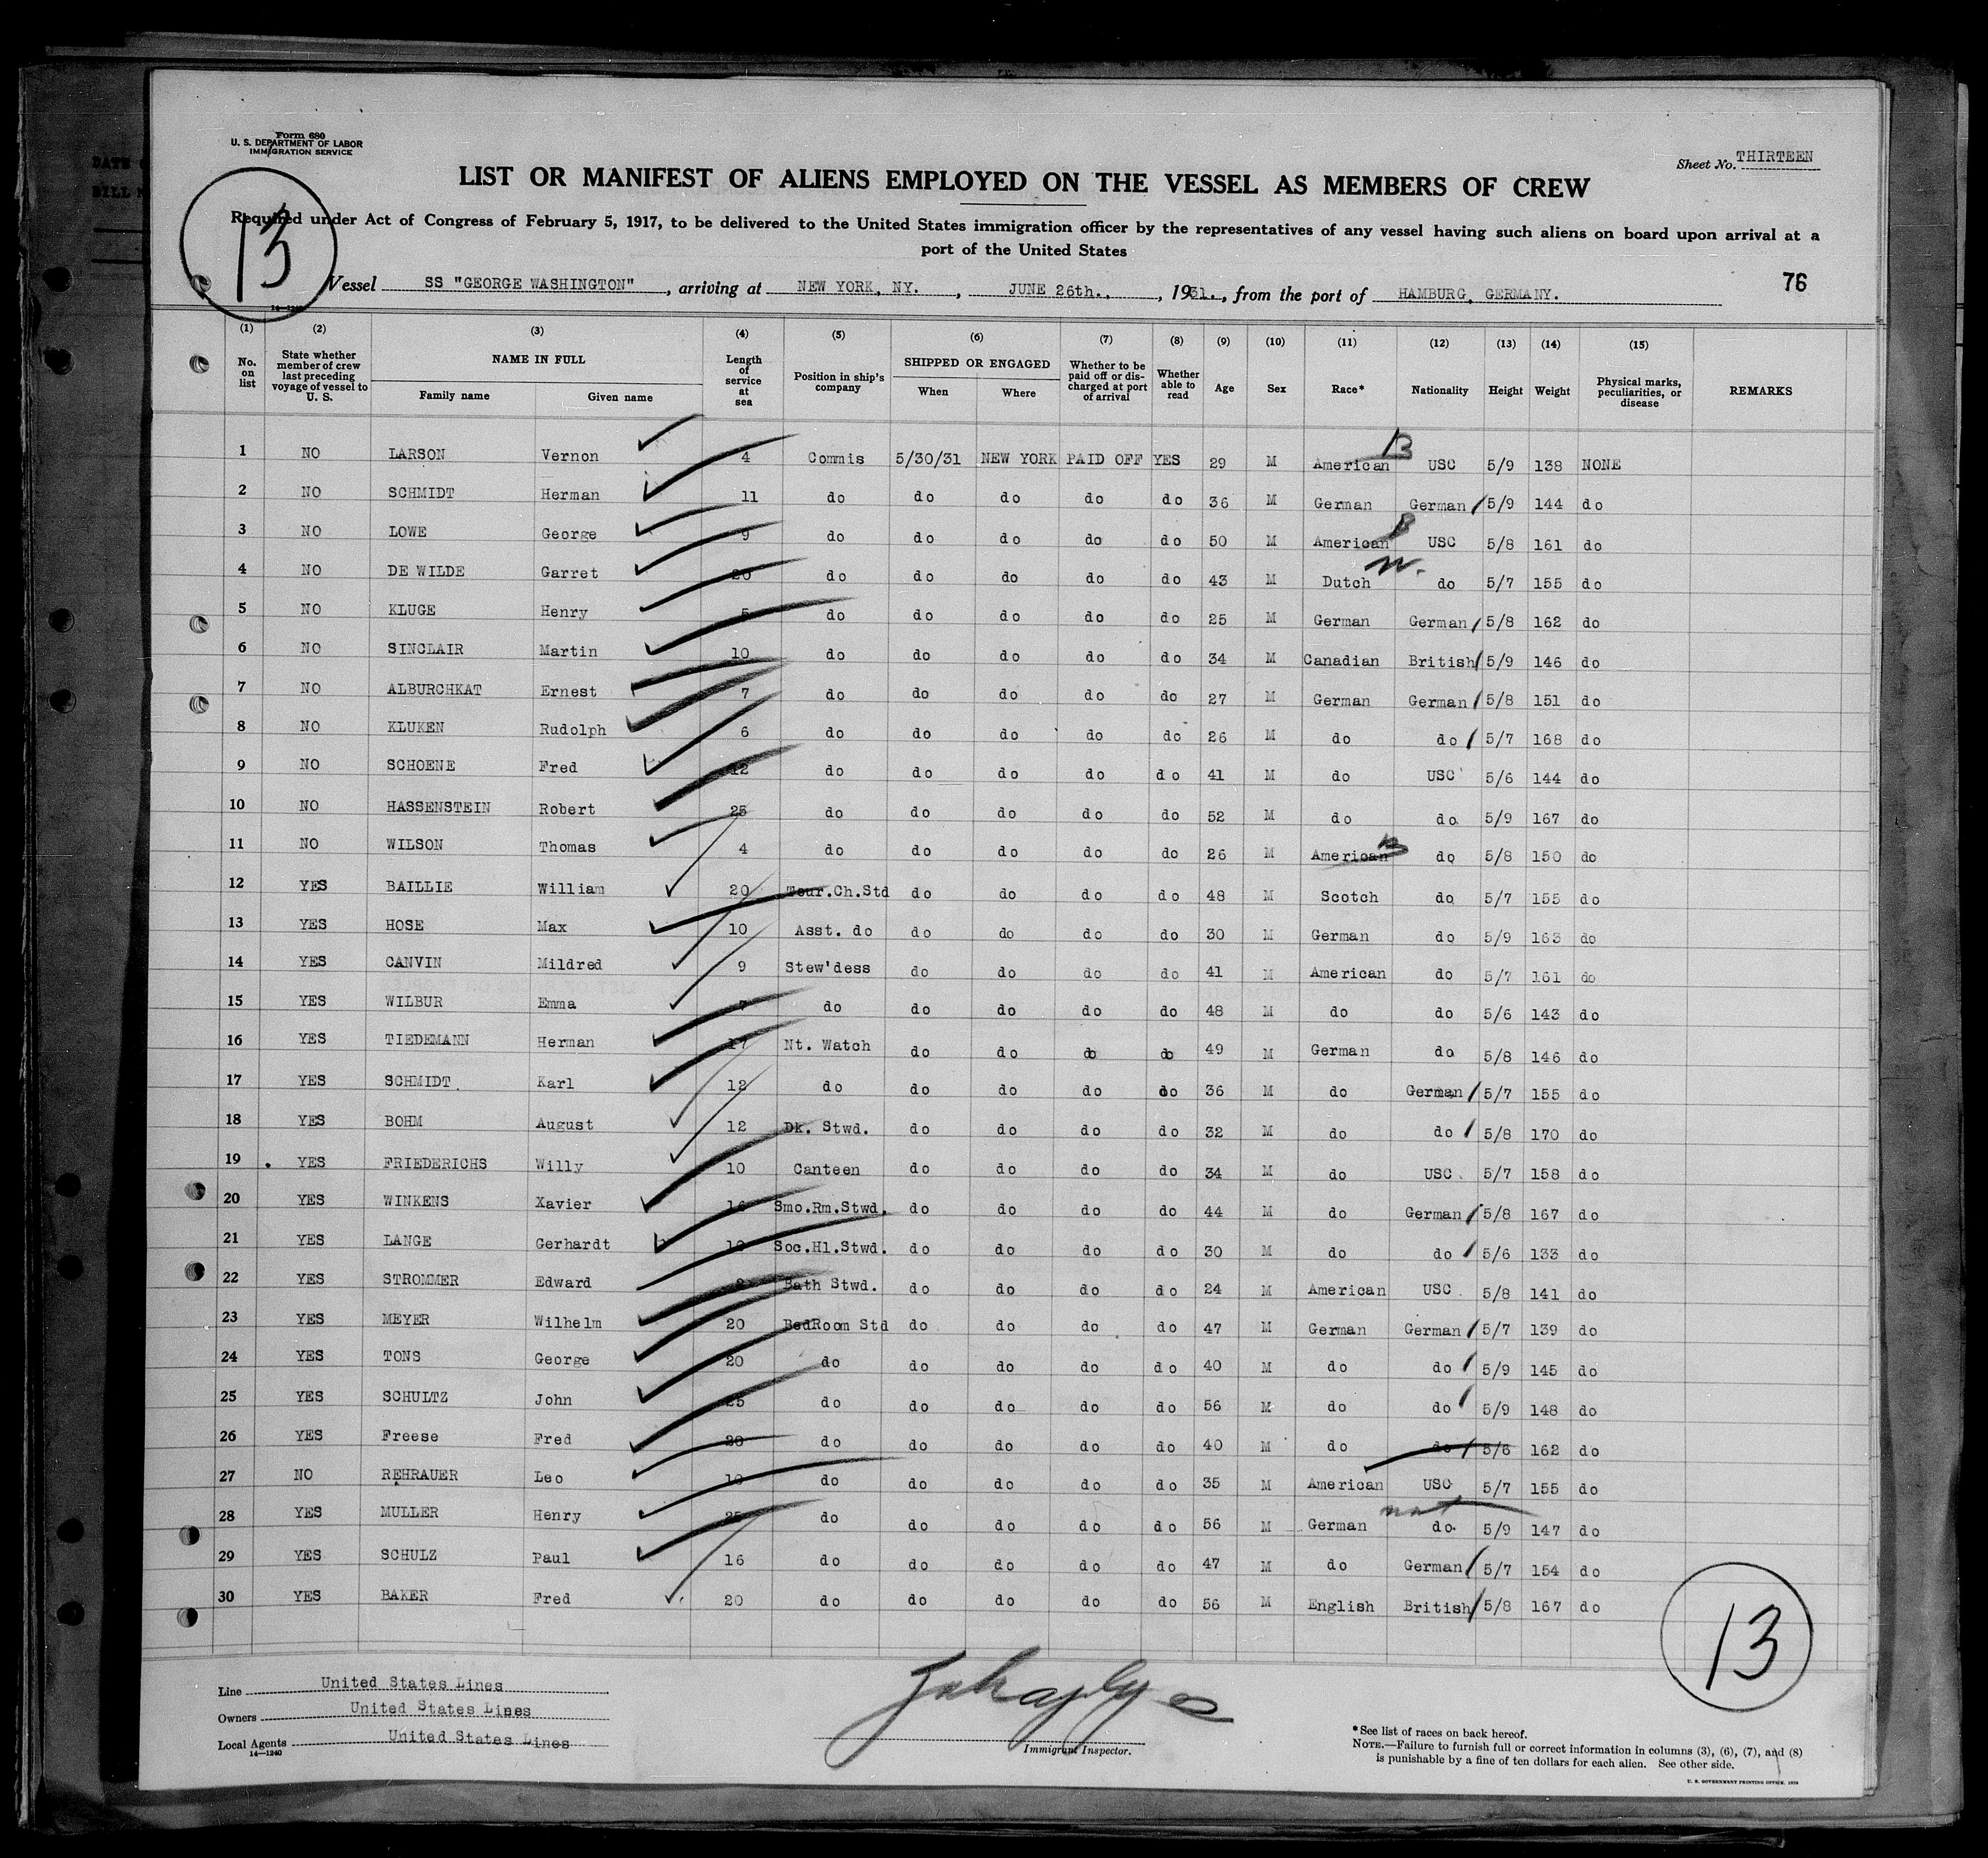 Form 680
U. S. DEPARTMENT OF LABOR
IMMIGRATION SERVICE
Sheet No. THIRTEEN
LIST OR MANIFEST OF ALIENS EMPLOYED ON THE VESSEL AS MEMBERS OF CREW
Required under Act of Congress of February 5, 1917, to be delivered to the United States immigration officer by the representatives of any vessel having such aliens on board upon arrival at a
port of the United States
13
76
Vessel SS "GEORGE WASHINGTON", arriving at NEW YORK, NY., JUNE 26th., 1931., from the port of HAMBURG, GERMANY.
14—1240
(1) (2) (3) (4) (5) (6) (7) (8) (9) (10) (11) (12) (13) (14) (15)
No. on list State whether member of crew last preceding voyage of vessel to U. S. NAME IN FULL Family name Given name Length of service at sea Position in ship's company SHIPPED OR ENGAGED When Where Whether to be paid off or discharged at port of arrival Whether able to read Age Sex Race* Nationality Height Weight Physical marks, peculiarities, or disease REMARKS
1 NO LARSON Vernon 4 Commis 5/30/31 NEW YORK PAID OFF YES 29 M American B USC 5/9 138 NONE
2 NO SCHMIDT Herman 11 do do do do do 36 M German German 5/9 144 do
3 NO LOWE George 9 do do do do do 50 M American B USC 5/8 161 do
4 NO DE WILDE Garret 20 do do do do do 43 M Dutch N. do 5/7 155 do
5 NO KLUGE Henry 5 do do do do do 25 M German German 5/8 162 do
6 NO SINCLAIR Martin 10 do do do do do 34 M Canadian British 5/9 146 do
7 NO ALBURCHKAT Ernest 7 do do do do do 27 M German German 5/8 151 do
8 NO KLUKEN Rudolph 6 do do do do do 26 M do do 5/7 168 do
9 NO SCHOENE Fred 12 do do do do do 41 M do USC 5/6 144 do
10 NO HASSENSTEIN Robert 25 do do do do do 52 M do do 5/9 167 do
11 NO WILSON Thomas 4 do do do do do 26 M American B do 5/8 150 do
12 YES BAILLIE William 20 Tour.Ch.Std do do do do 48 M Scotch do 5/7 155 do
13 YES HOSE Max 10 Asst. do do do do do 30 M German do 5/9 163 do
14 YES CANVIN Mildred 9 Stew'dess do do do do 41 M American do 5/7 161 do
15 YES WILBUR Emma 7 do do do do do 48 M do do 5/6 143 do
16 YES TIEDEMANN Herman 17 Nt. Watch do do do do 49 M German do 5/8 146 do
17 YES SCHMIDT. Karl 12 do do do do do 36 M do German 5/7 155 do
18 YES BOHM August 12 Dk. Stwd. do do do do 32 M do do 5/8 170 do
19 YES FRIEDERICHS Willy 10 Canteen do do do do 34 M do USC. 5/7 158 do
20 YES WINKENS Xavier 16 Smo.Rm.Stwd. do do do do 44 M do German 5/8 167 do
21 YES LANGE Gerhardt 10 Soc.Hl.Stwd. do do do do 30 M do do 5/6 133 do
22 YES STROMMER Edward Bath Stwd. do do do do 24 M American USC. 5/8 141 do
23 YES MEYER Wilhelm 20 BedRoom Std do do do do 47 M German German 5/7 139 do
24 YES TONS George 20 do do do do do 40 M do do 5/9 145 do
25 YES SCHULTZ John 25 do do do do do 56 M do do 5/9 148 do
26 YES Freese Fred 20 do do do do do 40 M do do 5/6 162 do
27 NO REHRAUER Leo 10 do do do do do 35 M American USC 5/7 155 do
28 YES MULLER Henry 25 do do do do do 56 M German nat do. 5/9 147 do
29 YES SCHULZ Paul 16 do do do do do 47 M do German 5/7 154 do
30 YES BAKER Fred 20 do do do do do 56 M English British 5/8 167 do
13
Line United States Lines
Owners United States Lines
Local Agents United States Lines
14—1240
Immigrant Inspector.
*See list of races on back hereof.
NOTE.—Failure to furnish full or correct information in columns (3), (6), (7), and (8)
is punishable by a fine of ten dollars for each alien. See other side.
U. S. GOVERNMENT PRINTING OFFICE: 1929